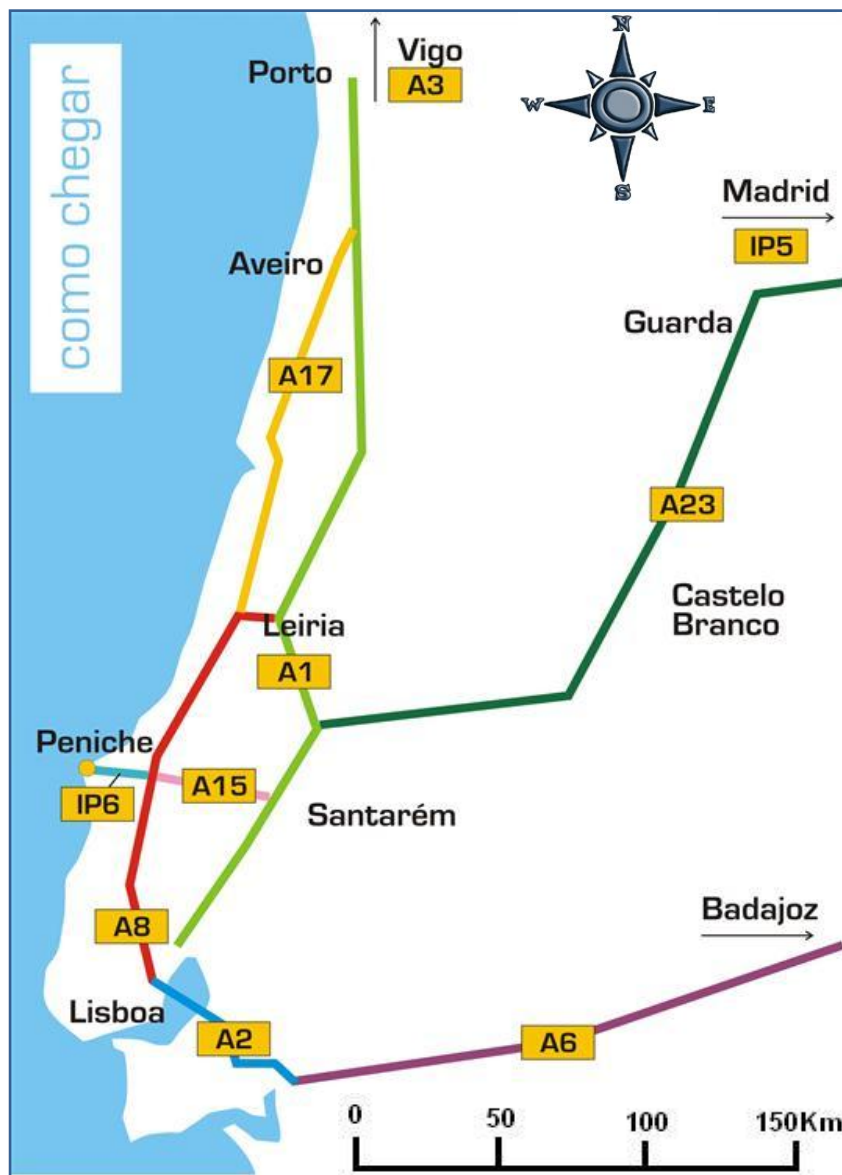 como chegar
Porto
Vigo
A3
N
W
E
S
Madrid
IP5
Aveiro
Guarda
A17
A23
Castelo
Branco
Leiria
A1
Peniche
IP6
A15
Santarém
A8
Badajoz
Lisboa
A2
A6
0 50 100 150Km